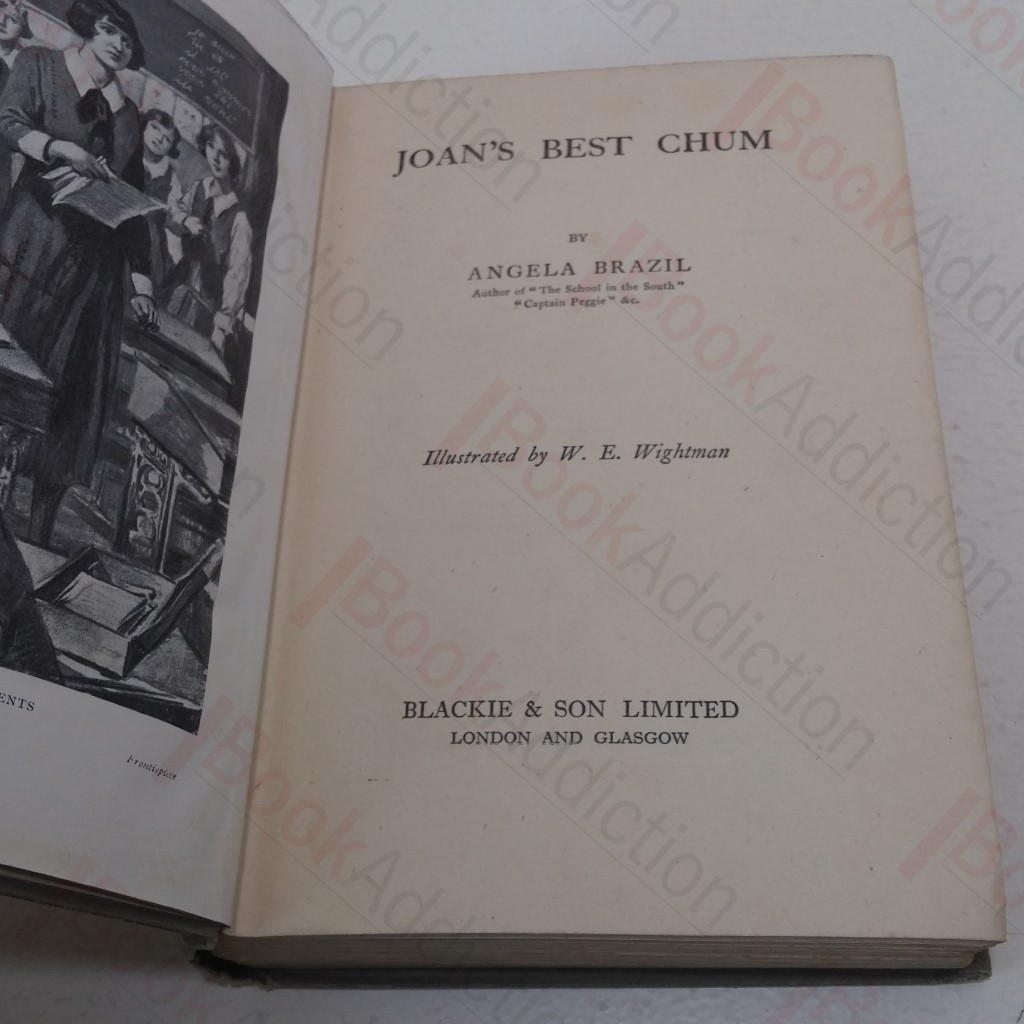 ENTS
Frontispiece
JOAN'S BEST CHUM
BY
ANGELA BRAZIL
Author of "The School in the South"
"Captain Peggie" &c.
Illustrated by W. E. Wightman
BLACKIE & SON LIMITED
LONDON AND GLASGOW
BookAddiction